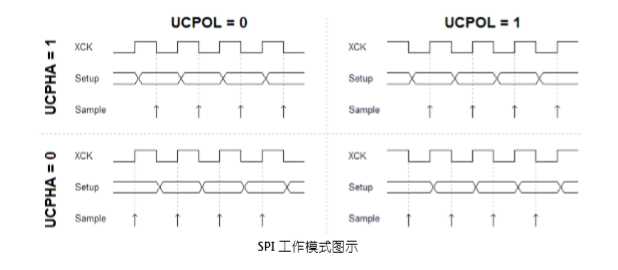 UCPOL = 0
UCPOL = 1
UCPHA = 1
XCK
Setup
Sample
XCK
Setup
Sample
UCPHA = 0
XCK
Setup
Sample
XCK
Setup
Sample
SPI 工作模式图示